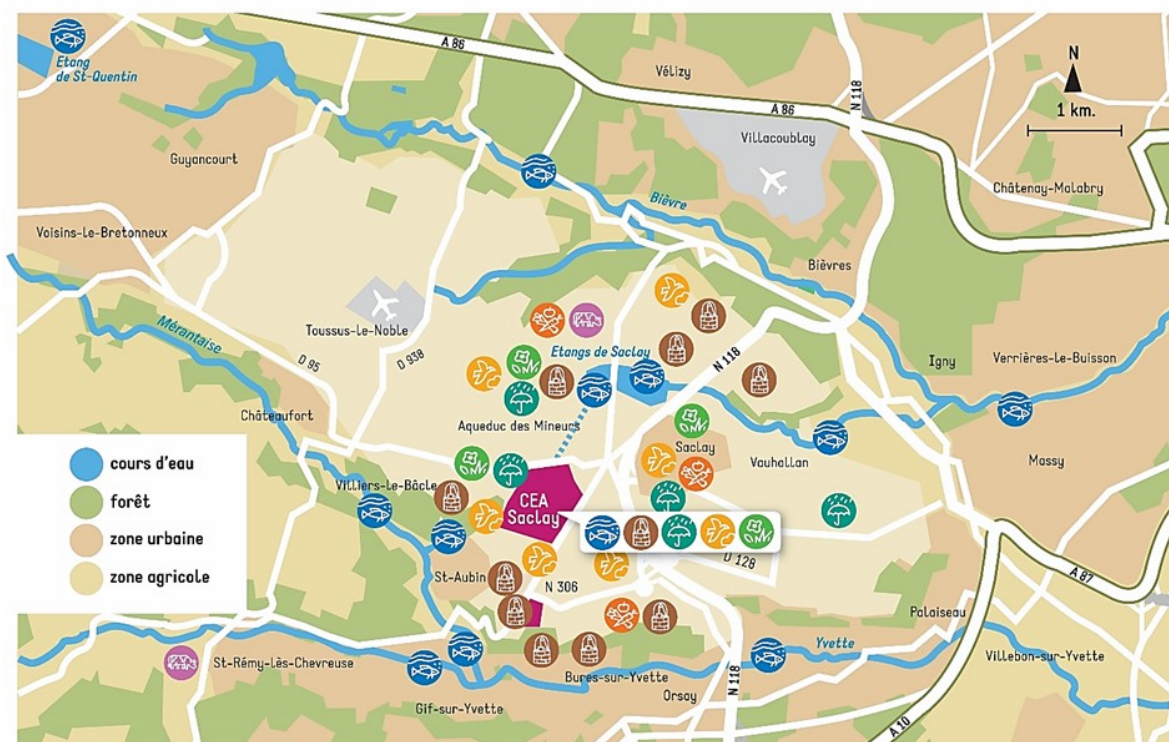 A 86
Etang
de St-Quentin
Vélizy
N 118
N
A 86
1 km.
Villacoublay
Guyancourt
Châtenay-Malabry
Bièvre
Voisins-le-Bretonneux
Bièvres
Toussus-le-Noble
Mérantaise
D 95
D 938
Etangs de Saclay
N 118
Igny
Verrières-le-Buisson
Châteaufort
Aqueduc des Mineurs
Saclay
Vauhallan
Massy
cours d'eau
forêt
zone urbaine
zone agricole
Villiers-le-Bâcle
CEA
Saclay
St-Aubin
N 306
D 128
A 87
Palaiseau
Yvette
St-Rémy-Lès-Chevreuse
Villebon-sur-Yvette
Bures-sur-Yvette
Orsay
N 118
Gif-sur-Yvette
A 10